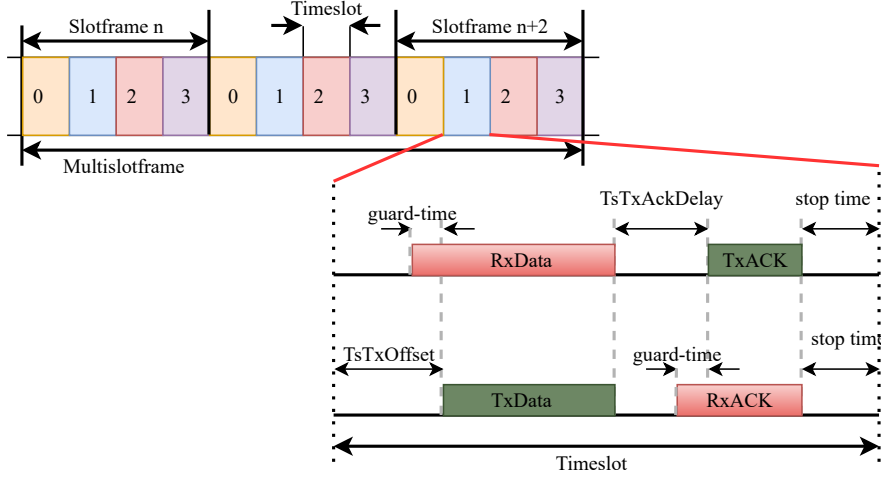 Timeslot
Slotframe n
Slotframe n+2
0 1 2 3 0 1 2 3 0 1 2 3
Multislotframe
TsTxAckDelay
stop time
guard-time
RxData
TxACK
stop time
TsTxOffset
guard-time
TxData
RxACK
Timeslot